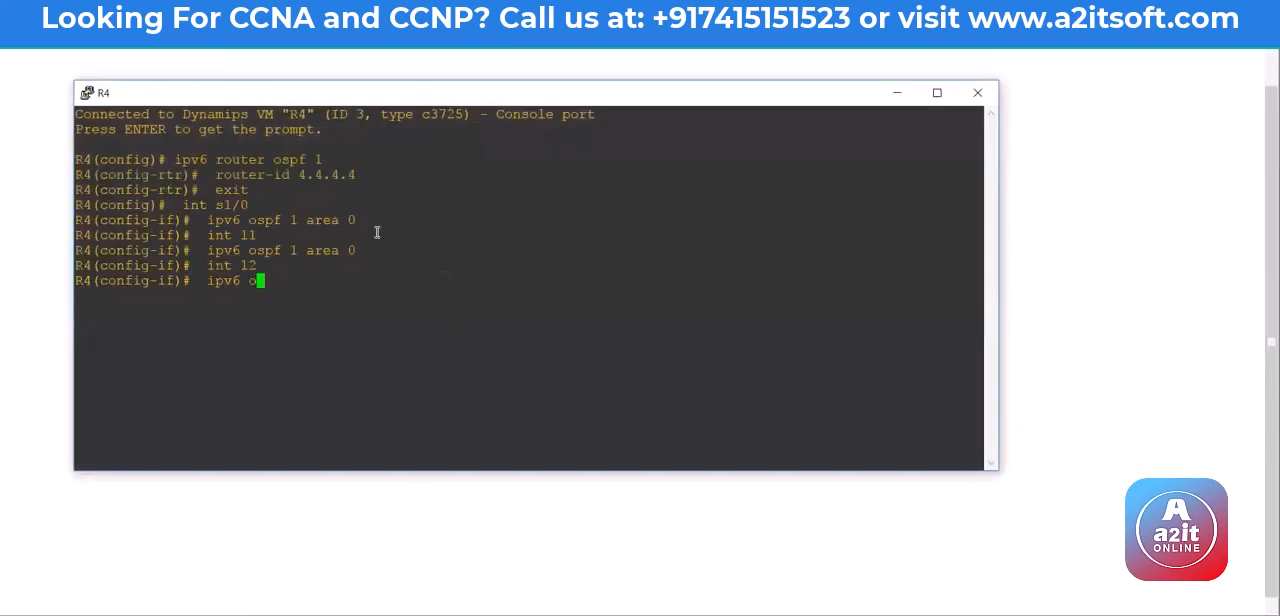 Looking For CCNA and CCNP? Call us at: +917415151523 or visit www.a2itsoft.com
R4
Connected to Dynamips VM "R4" (ID 3, type c3725) - Console port
Press ENTER to get the prompt.
R4(config)# ipv6 router ospf 1
R4(config-rtr)#  router-id 4.4.4.4
R4(config-rtr)#  exit
R4(config)#  int s1/0
R4(config-if)#  ipv6 ospf 1 area 0
R4(config-if)#  int l1
R4(config-if)#  ipv6 ospf 1 area 0
R4(config-if)#  int l2
R4(config-if)#  ipv6 o
A
a2it
ONLINE